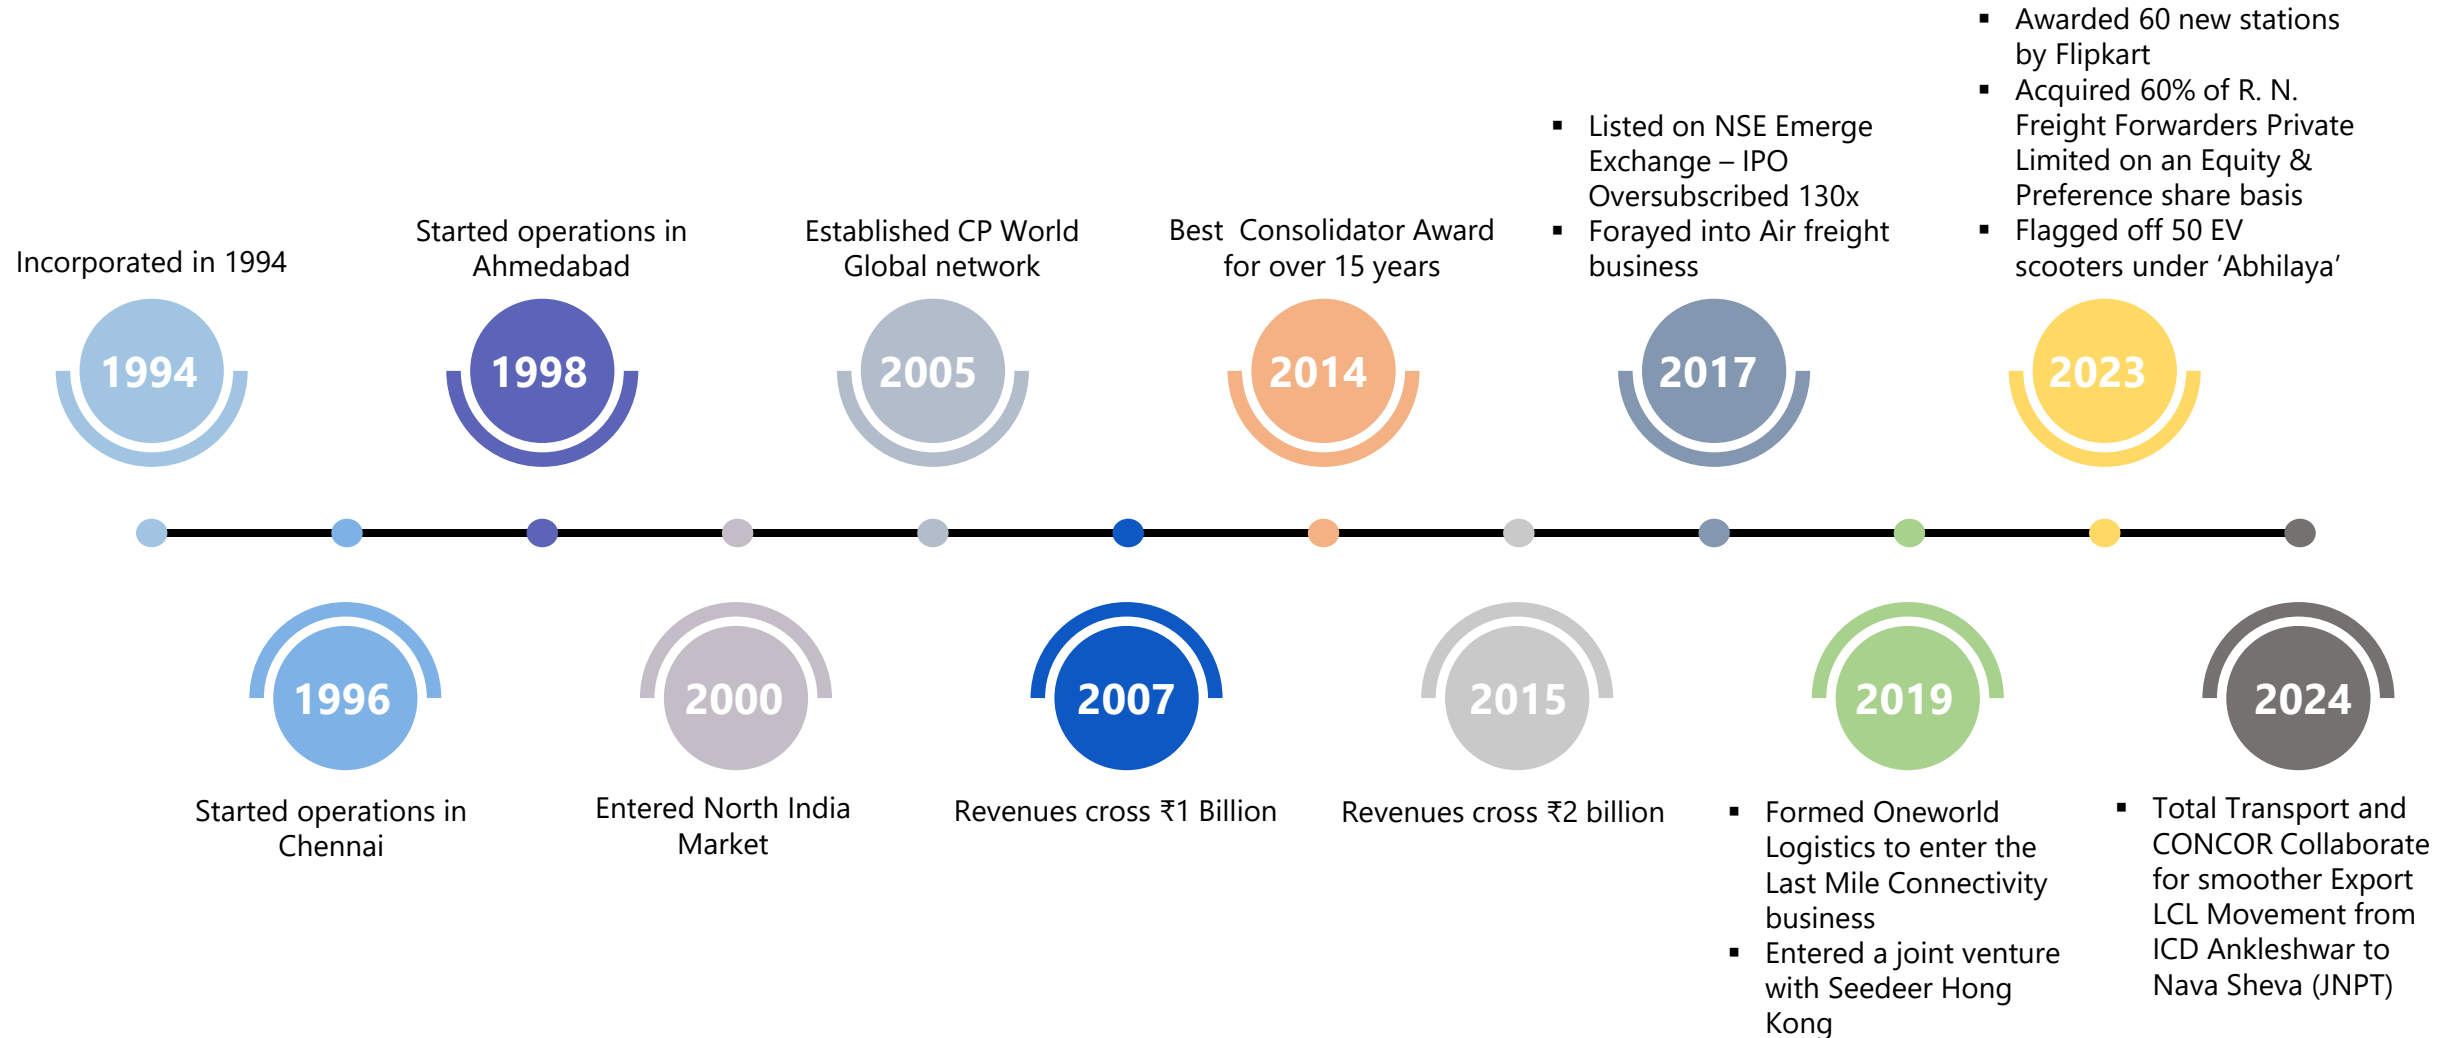 Incorporated in 1994
1994
Started operations in
Chennai
1996
Started operations in
Ahmedabad
1998
Entered North India
Market
2000
Established CP World
Global network
2005
Revenues cross ₹1 Billion
2007
Best  Consolidator Award
for over 15 years
2014
Revenues cross ₹2 billion
2015
▪ Listed on NSE Emerge
Exchange – IPO
Oversubscribed 130x
▪ Forayed into Air freight
business
2017
2019
▪ Formed Oneworld
Logistics to enter the
Last Mile Connectivity
business
▪ Entered a joint venture
with Seedeer Hong
Kong
▪ Awarded 60 new stations
by Flipkart
▪ Acquired 60% of R. N.
Freight Forwarders Private
Limited on an Equity &
Preference share basis
▪ Flagged off 50 EV
scooters under ‘Abhilaya’
2023
2024
▪ Total Transport and
CONCOR Collaborate
for smoother Export
LCL Movement from
ICD Ankleshwar to
Nava Sheva (JNPT)